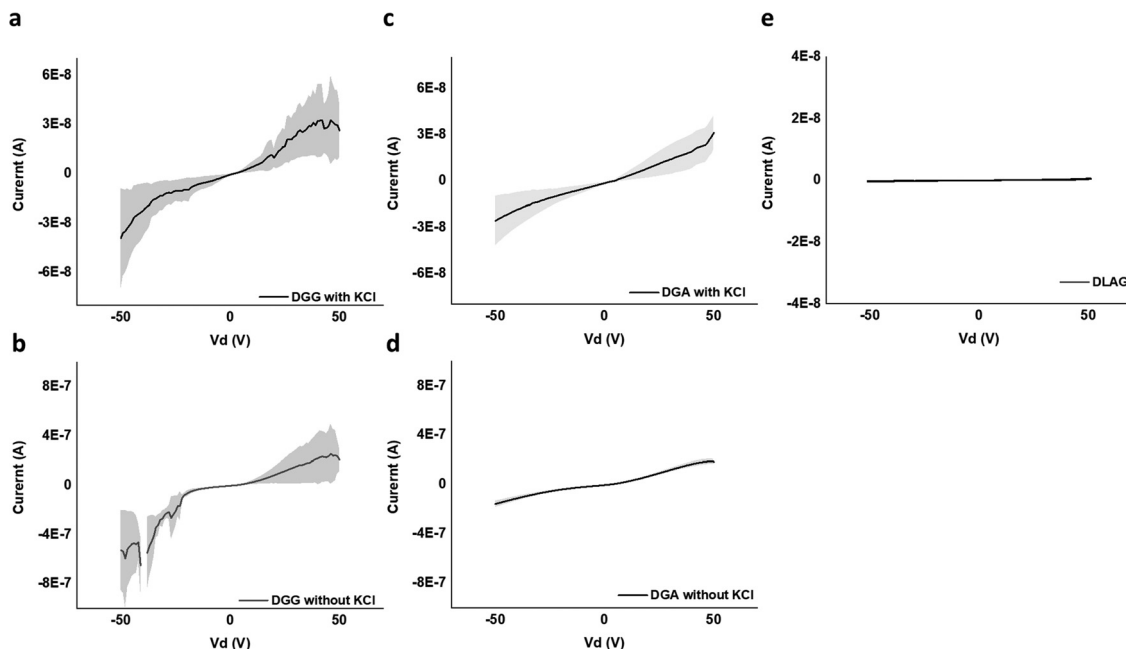 a
6E-8
3E-8
0
-3E-8
-6E-8
Curernt (A)
-50
0
50
Vd (V)
DGG with KCl
c
6E-8
3E-8
0
-3E-8
-6E-8
Curernt (A)
-50
0
50
Vd (V)
DGA with KCl
e
4E-8
2E-8
0
-2E-8
-4E-8
Curernt (A)
-50
0
50
Vd (V)
DLAG
b
8E-7
4E-7
0
-4E-7
-8E-7
Curernt (A)
-50
0
50
Vd (V)
DGG without KCl
d
8E-7
4E-7
0
-4E-7
-8E-7
Curernt (A)
-50
0
50
Vd (V)
DGA without KCl